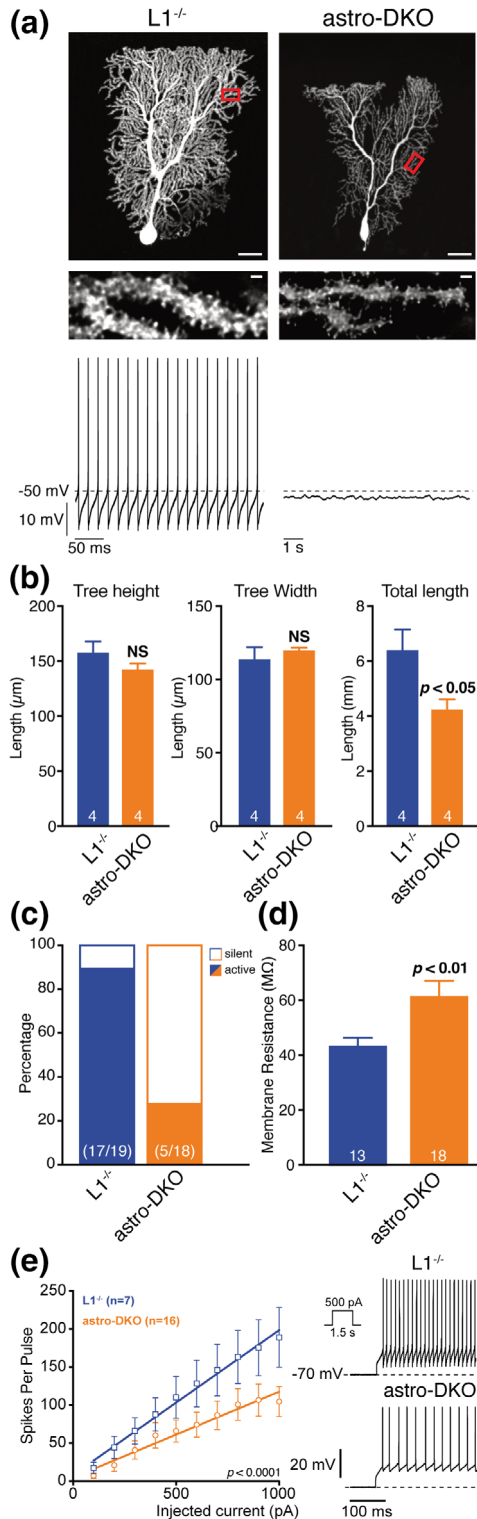 (a)
L1-/-
astro-DKO
-50 mV
10 mV
50 ms
1 s
(b)
Tree height
Tree Width
Total length
Length (µm)
200
150
100
50
0
NS
4
4
L1-/-
astro-DKO
Length (µm)
150
100
50
0
NS
4
4
L1-/-
astro-DKO
Length (mm)
8
6
4
2
0
p < 0.05
4
4
L1-/-
astro-DKO
(c)
Percentage
100
80
60
40
20
0
silent
active
(17/19)
(5/18)
L1-/-
astro-DKO
(d)
Membrane Resistance (MΩ)
80
60
40
20
0
p < 0.01
13
18
L1-/-
astro-DKO
(e)
Spikes Per Pulse
250
200
150
100
50
0
L1-/- (n=7)
astro-DKO (n=16)
p < 0.0001
0
500
1000
Injected current (pA)
L1-/-
500 pA
1.5 s
-70 mV
astro-DKO
20 mV
100 ms